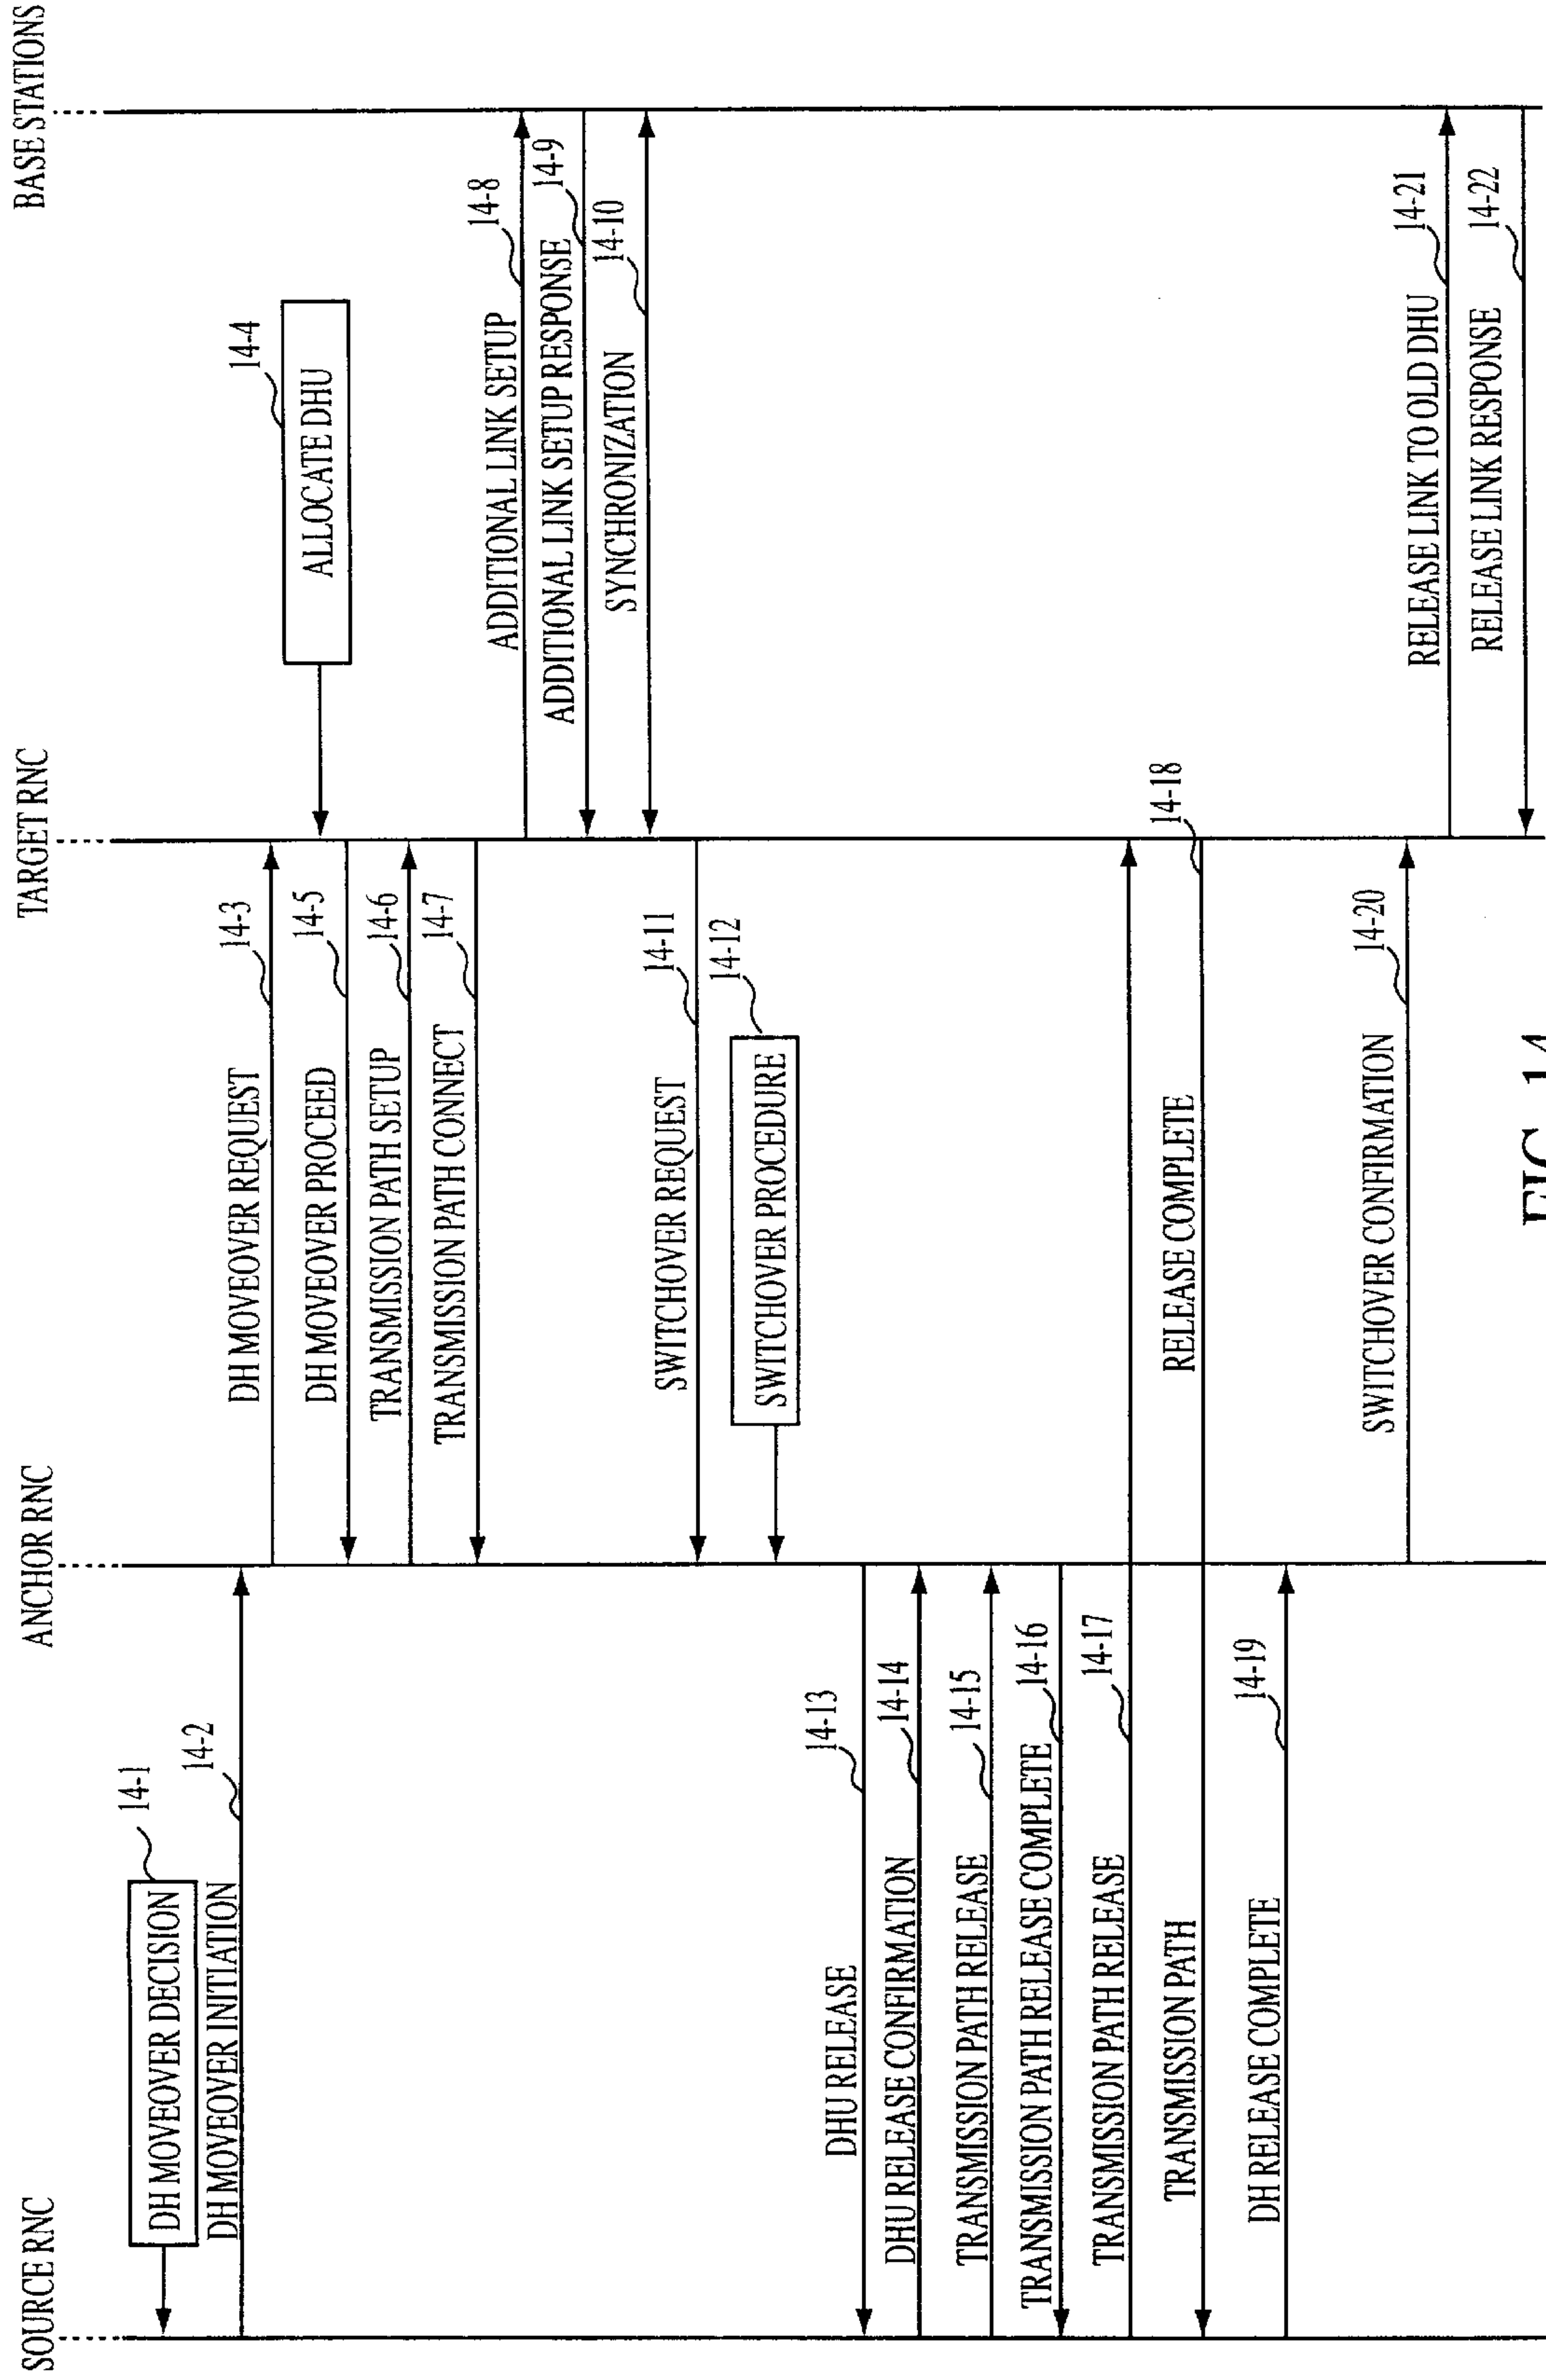 SOURCE RNC
ANCHOR RNC
TARGET RNC
BASE STATIONS
14-1
DH MOVEOVER DECISION
14-2
DH MOVEOVER INITIATION
14-3
DH MOVEOVER REQUEST
14-4
ALLOCATE DHU
14-5
DH MOVEOVER PROCEED
14-6
TRANSMISSION PATH SETUP
14-7
TRANSMISSION PATH CONNECT
14-8
ADDITIONAL LINK SETUP
14-9
ADDITIONAL LINK SETUP RESPONSE
14-10
SYNCHRONIZATION
14-11
SWITCHOVER REQUEST
14-12
SWITCHOVER PROCEDURE
14-13
DHU RELEASE
14-14
DHU RELEASE CONFIRMATION
14-15
TRANSMISSION PATH RELEASE
14-16
TRANSMISSION PATH RELEASE COMPLETE
14-17
TRANSMISSION PATH RELEASE
14-18
TRANSMISSION PATH RELEASE COMPLETE
14-19
DH RELEASE COMPLETE
14-20
SWITCHOVER CONFIRMATION
14-21
RELEASE LINK TO OLD DHU
14-22
RELEASE LINK RESPONSE
FIG. 14